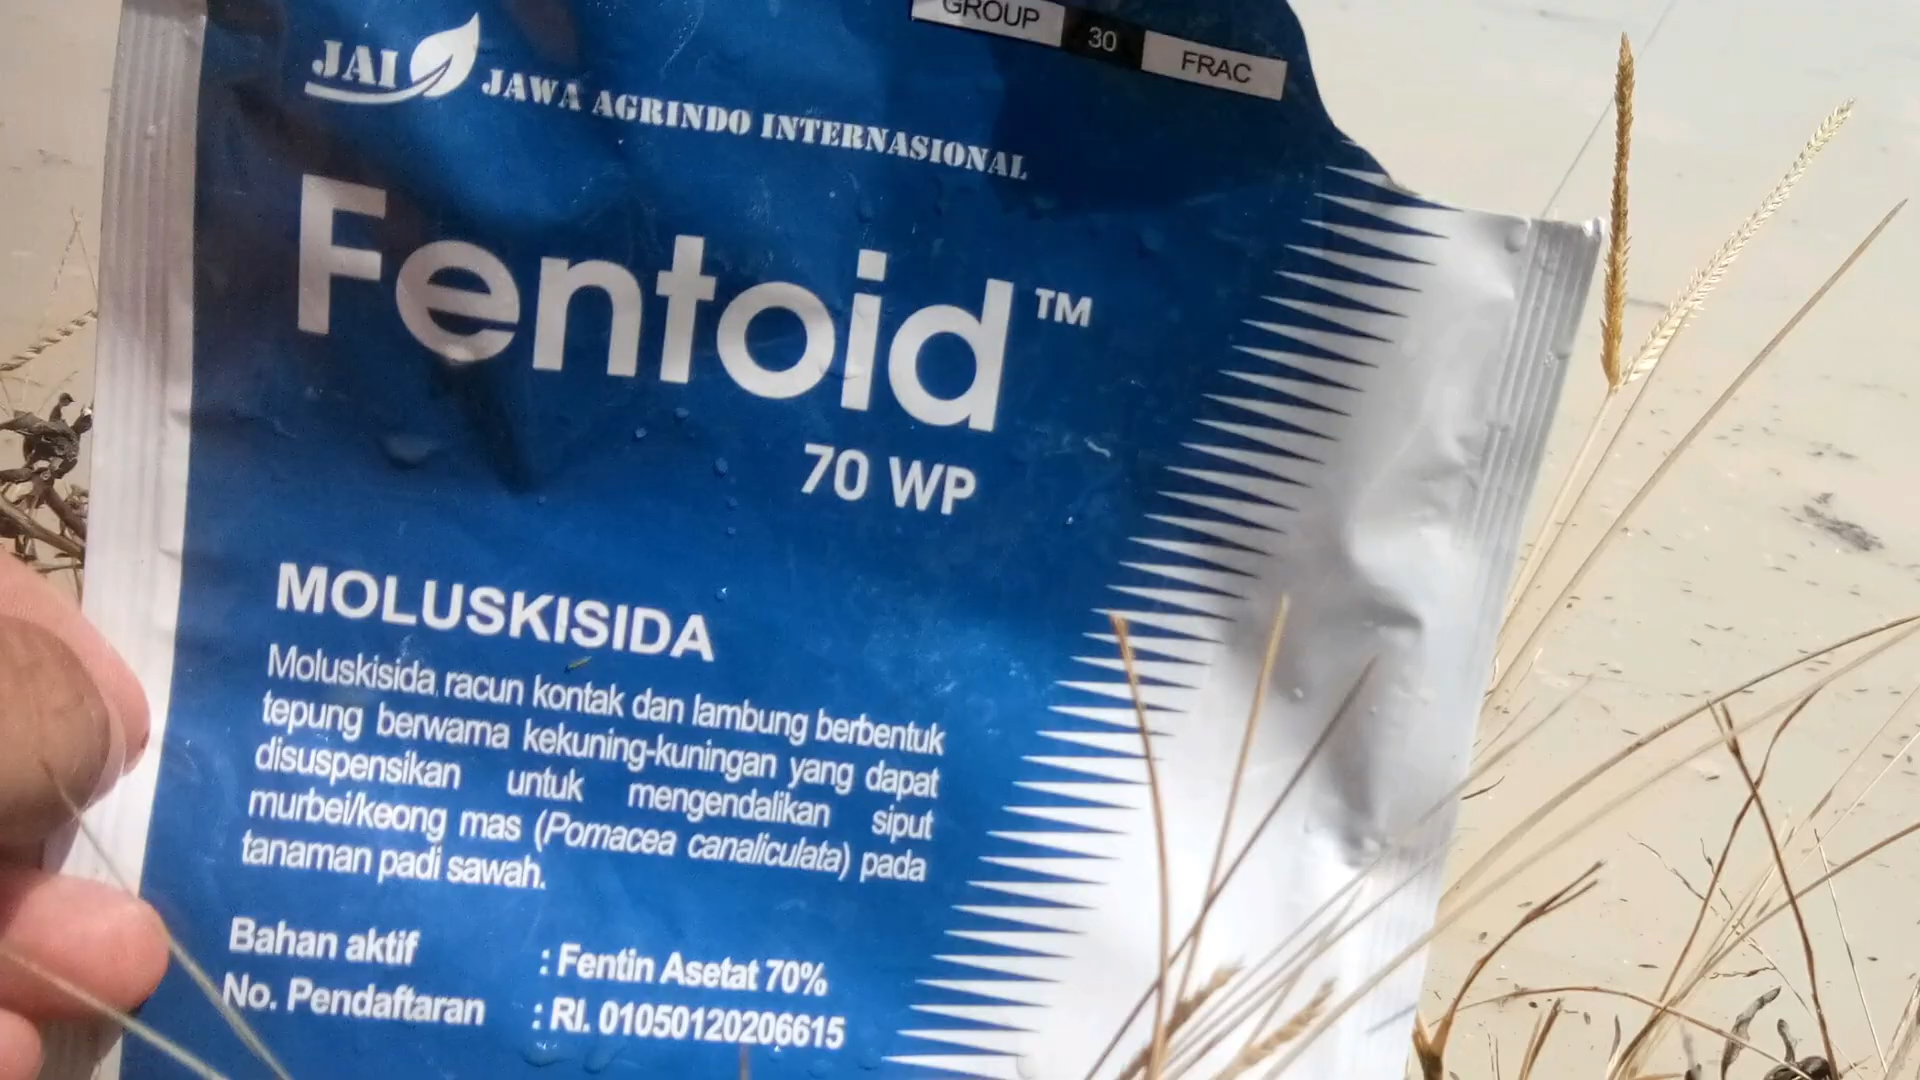 GROUP 30 FRAC
JAI JAWA AGRINDO INTERNASIONAL
Fentoid™
70 WP
MOLUSKISIDA
Moluskisida, racun kontak dan lambung berbentuk
tepung berwarna kekuning-kuningan yang dapat
disuspensikan untuk mengendalikan siput
murbei/keong mas (Pomacea canaliculata) pada
tanaman padi sawah.
Bahan aktif : Fentin Asetat 70%
No. Pendaftaran : RI. 01050120206615